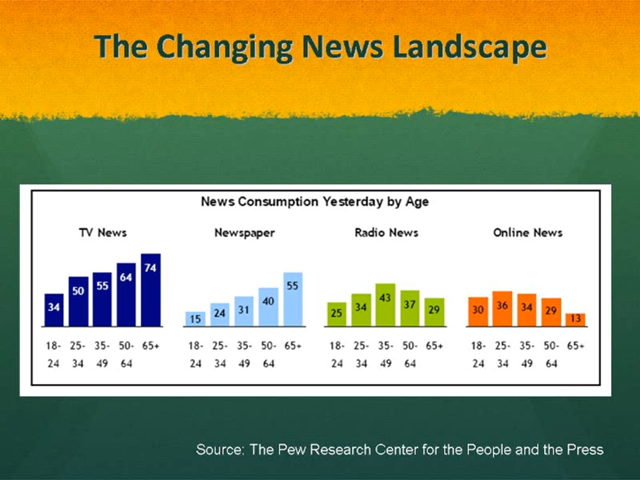 The Changing News Landscape
News Consumption Yesterday by Age
TV News Newspaper Radio News Online News
34 50 55 64 74 15 24 31 40 55 25 34 43 37 29 30 36 34 29 13
18- 25- 35- 50- 65+ 18- 25- 35- 50- 65+ 18- 25- 35- 50- 65+ 18- 25- 35- 50- 65+
24 34 49 64 24 34 49 64 24 34 49 64 24 34 49 64
Source: The Pew Research Center for the People and the Press